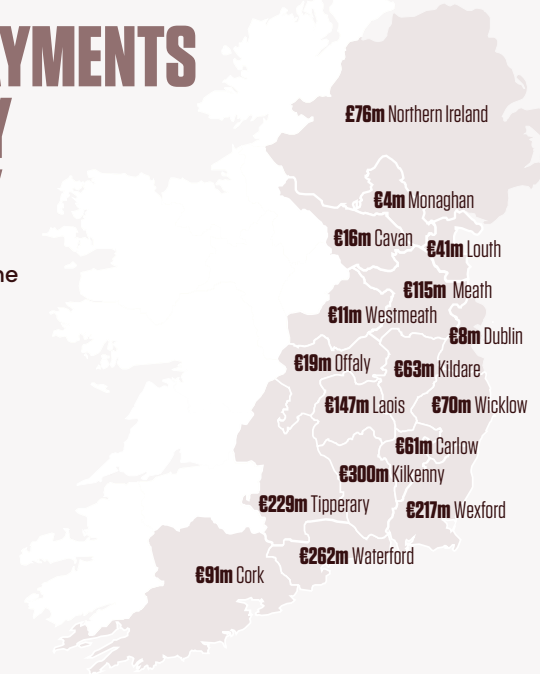 YMENTS
Y
£76m Northern Ireland
€4m Monaghan
€16m Cavan
€41m Louth
€115m Meath
€11m Westmeath
€8m Dublin
€19m Offaly
€63m Kildare
€147m Laois
€70m Wicklow
€61m Carlow
€300m Kilkenny
€229m Tipperary
€217m Wexford
€262m Waterford
€91m Cork